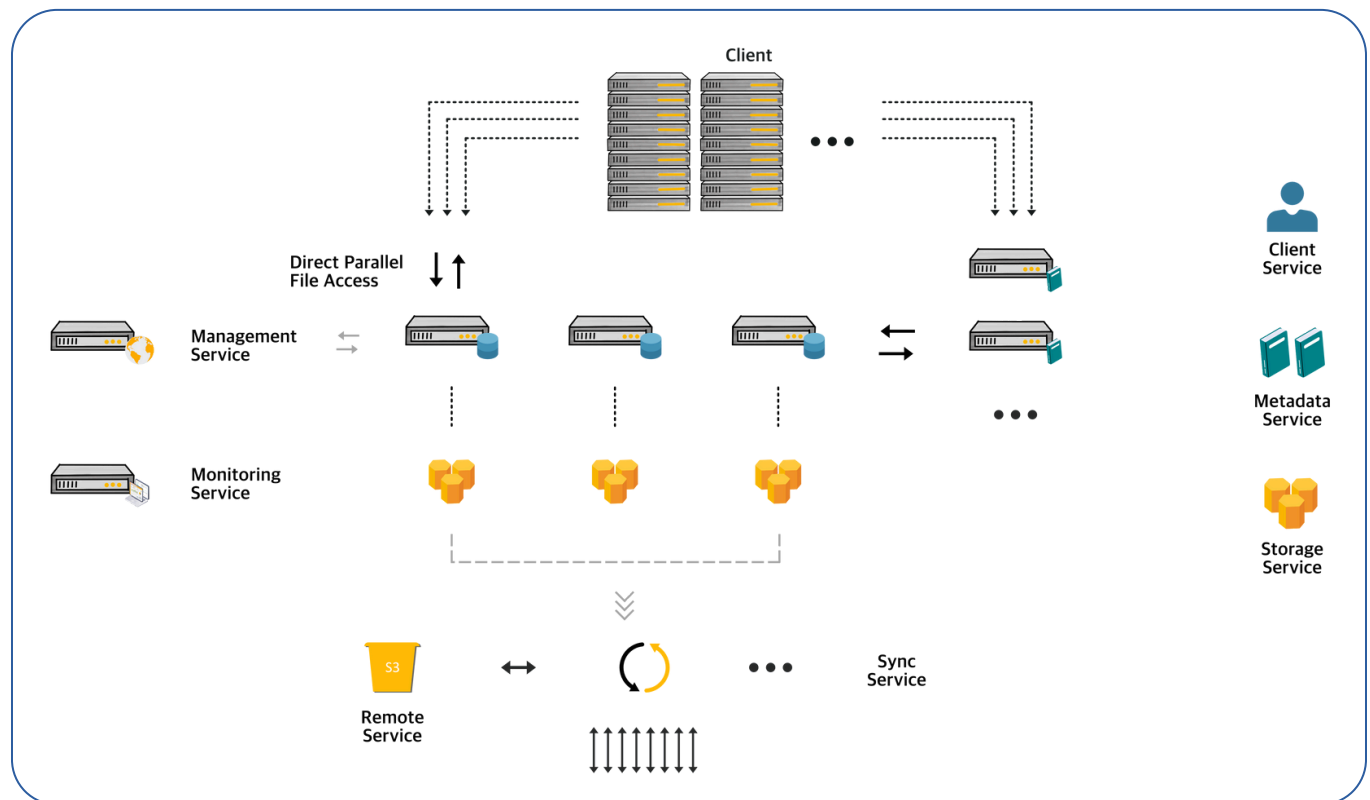 Client
Direct Parallel
File Access
Client
Service
Management
Service
Metadata
Service
Monitoring
Service
Storage
Service
S3
Sync
Service
Remote
Service